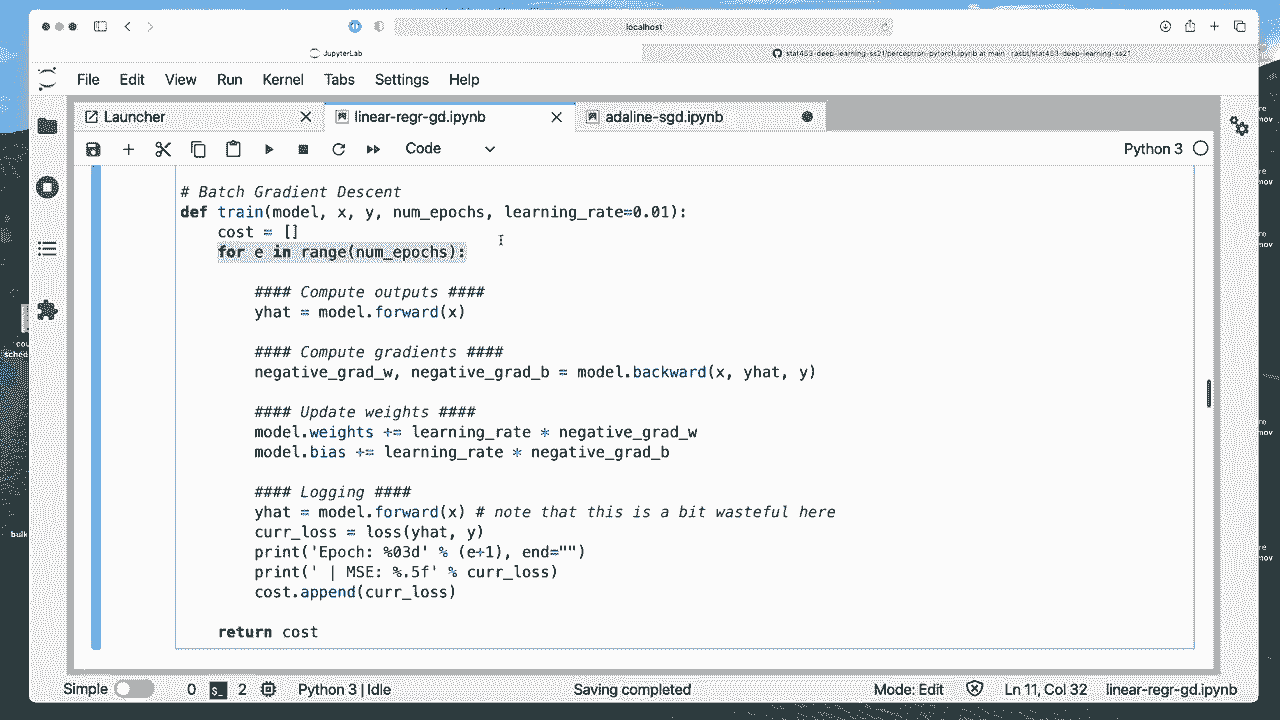 localhost
JupyterLab
stat453-deep-learning-ss21/perceptron-pytorch.ipynb at main · rasbt/stat453-deep-learning-ss21
File Edit View Run Kernel Tabs Settings Help
Launcher linear-regr-gd.ipynb adaline-sgd.ipynb
Code Python 3
# Batch Gradient Descent
def train(model, x, y, num_epochs, learning_rate=0.01):
cost = []
for e in range(num_epochs):
#### Compute outputs ####
yhat = model.forward(x)
#### Compute gradients ####
negative_grad_w, negative_grad_b = model.backward(x, yhat, y)
#### Update weights ####
model.weights += learning_rate * negative_grad_w
model.bias += learning_rate * negative_grad_b
#### Logging ####
yhat = model.forward(x) # note that this is a bit wasteful here
curr_loss = loss(yhat, y)
print('Epoch: %03d' % (e+1), end="")
print(' | MSE: %.5f' % curr_loss)
cost.append(curr_loss)
return cost
Simple 0 $_ 2 Python 3 | Idle Saving completed Mode: Edit Ln 11, Col 32 linear-regr-gd.ipynb